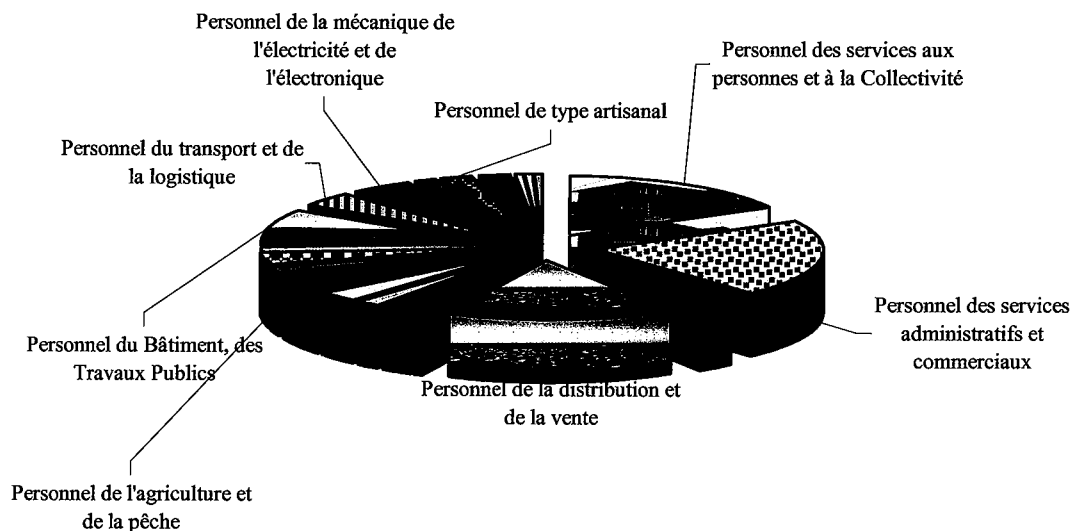 Personnel de la mécanique de
l'électricité et de
l'électronique
Personnel des services aux
personnes et à la Collectivité
Personnel de type artisanal
Personnel du transport et de
la logistique
Personnel des services
administratifs et
commerciaux
Personnel du Bâtiment, des
Travaux Publics
Personnel de la distribution et
de la vente
Personnel de l'agriculture et
de la pêche